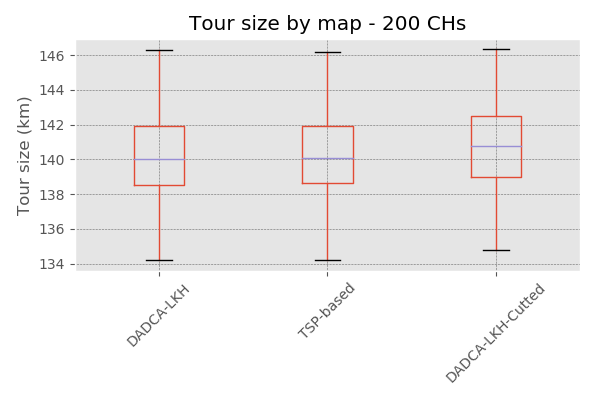 Tour size by map - 200 CHs
Tour size (km)
146
144
142
140
138
136
134
DADCA-LKH
TSP-based
DADCA-LKH-Cutted